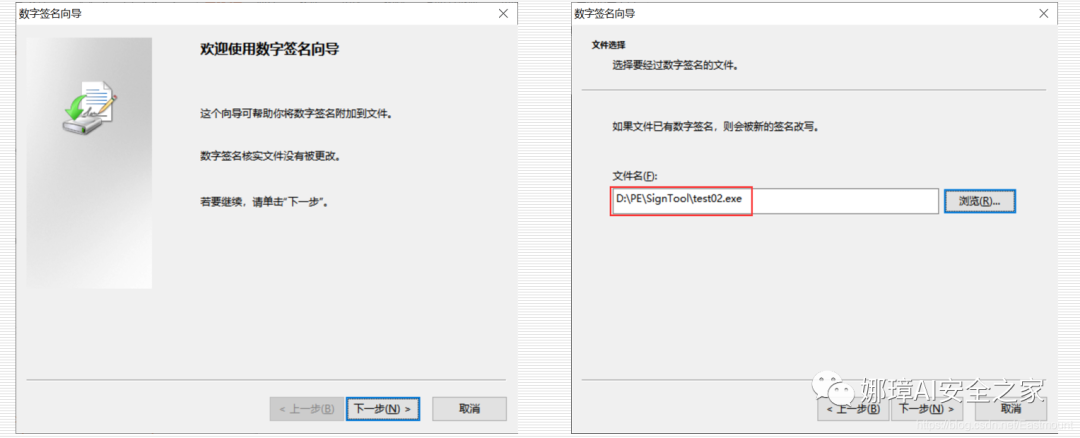 数字签名向导
欢迎使用数字签名向导
这个向导可帮助你将数字签名附加到文件。
数字签名核实文件没有被更改。
若要继续，请单击“下一步”。
< 上一步(B)
下一步(N) >
取消
数字签名向导
文件选择
选择要经过数字签名的文件。
如果文件已有数字签名，则会被新的签名改写。
文件名(F):
D:\PE\SignTool\test02.exe
浏览(R)...
< 上一步(B)
下一步(N) >
取消
娜璋AI安全之家
https://blog.csdn.net/Eastmount